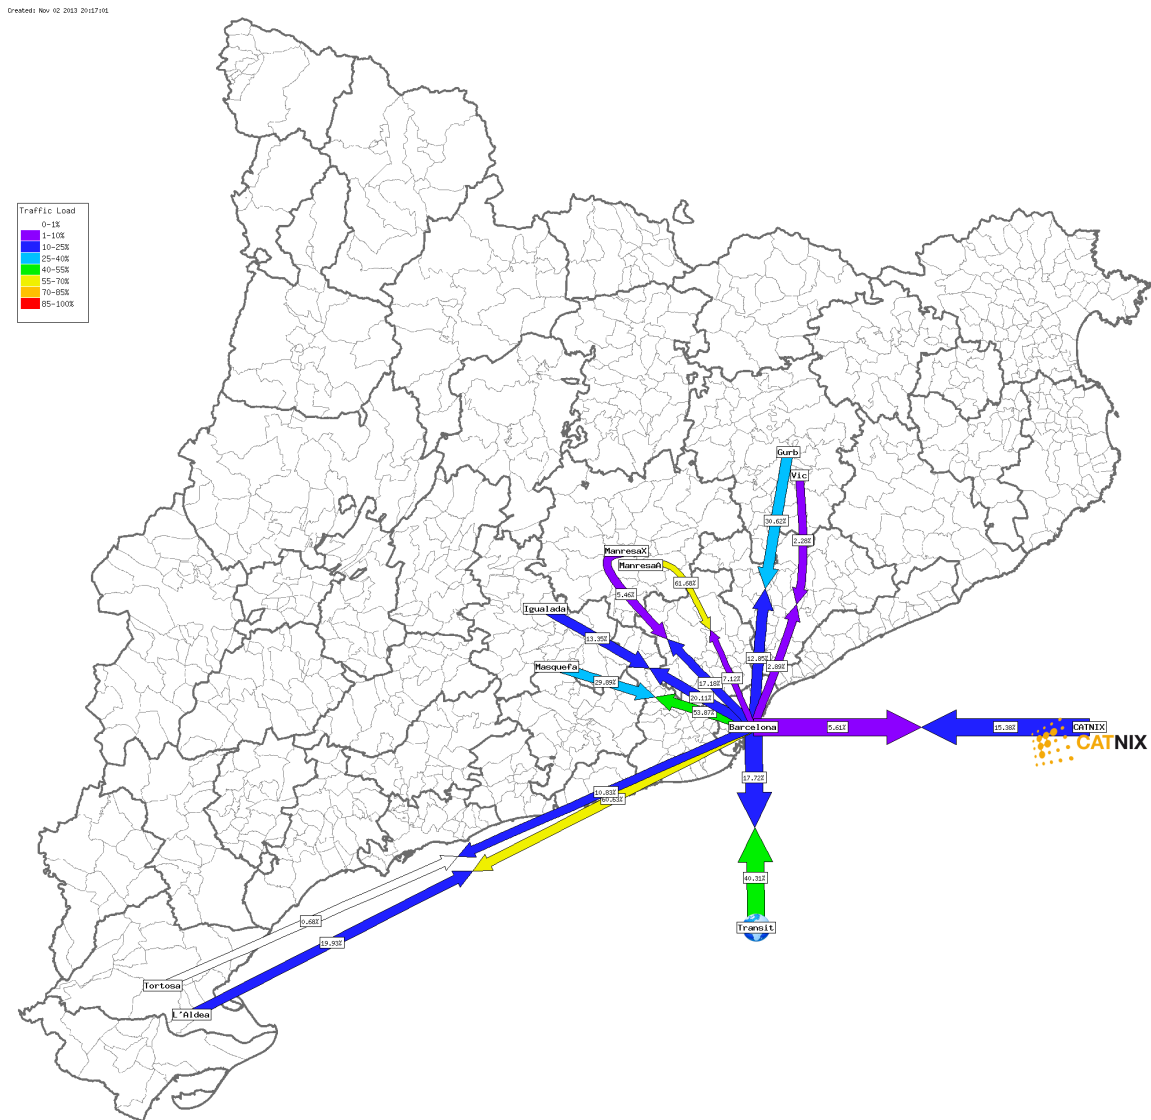 Created: Nov 02 2013 20:17:01
Traffic Load
0-1%
1-10%
10-25%
25-40%
40-55%
55-70%
70-85%
85-100%
Gurb
Vic
30.62%
2.28%
ManresaX
ManresaA
61.68%
5.46%
Igualada
13.35%
12.85%
2.89%
Masquefa
29.89%
7.12%
17.18%
20.11%
53.87%
Barcelona
5.61%
15.38%
CATNIX
CATNIX
17.72%
10.83%
60.63%
40.31%
0.68%
Transit
19.93%
Tortosa
L'Aldea